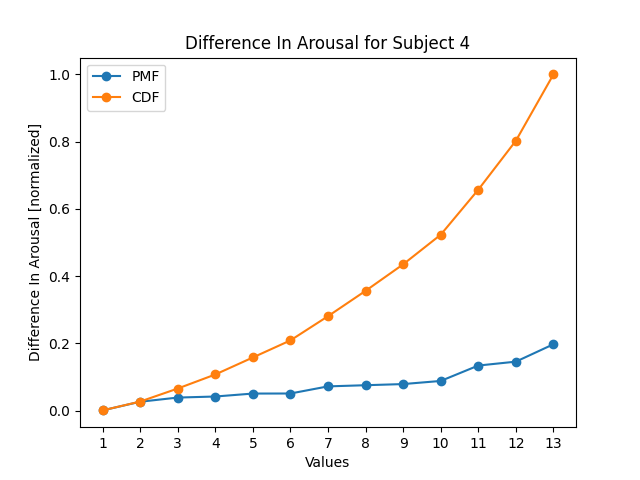 Difference In Arousal for Subject 4
PMF
CDF
Difference In Arousal [normalized]
1.0
0.8
0.6
0.4
0.2
0.0
1 2 3 4 5 6 7 8 9 10 11 12 13
Values